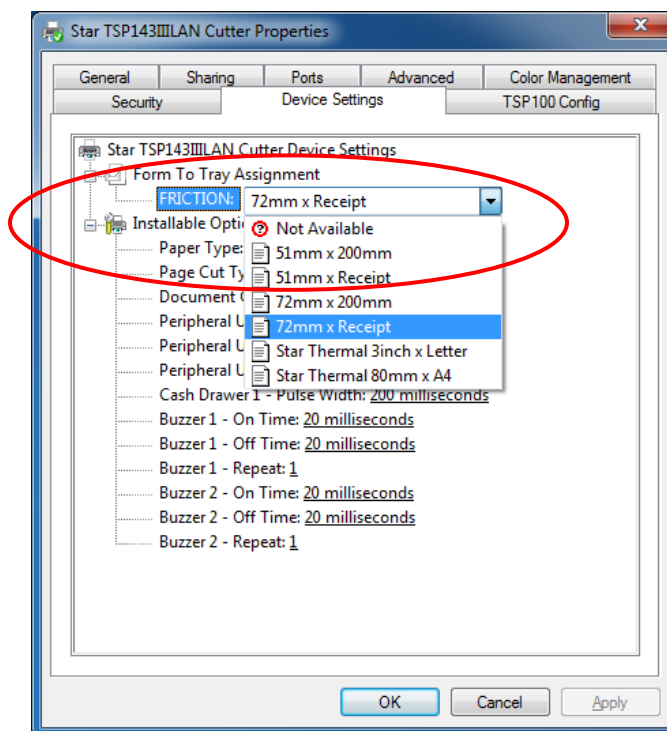 Star TSP143ⅢLAN Cutter Properties
General Sharing Ports Advanced Color Management
Security Device Settings TSP100 Config
Star TSP143ⅢLAN Cutter Device Settings
Form To Tray Assignment
FRICTION: 72mm x Receipt
Installable Opti
Not Available
Paper Type:
51mm x 200mm
Page Cut Ty
51mm x Receipt
Document
72mm x 200mm
Peripheral U
72mm x Receipt
Peripheral U
Star Thermal 3inch x Letter
Peripheral U
Star Thermal 80mm x A4
Cash Drawer 1 - Pulse Width: 200 milliseconds
Buzzer 1 - On Time: 20 milliseconds
Buzzer 1 - Off Time: 20 milliseconds
Buzzer 1 - Repeat: 1
Buzzer 2 - On Time: 20 milliseconds
Buzzer 2 - Off Time: 20 milliseconds
Buzzer 2 - Repeat: 1
OK Cancel Apply